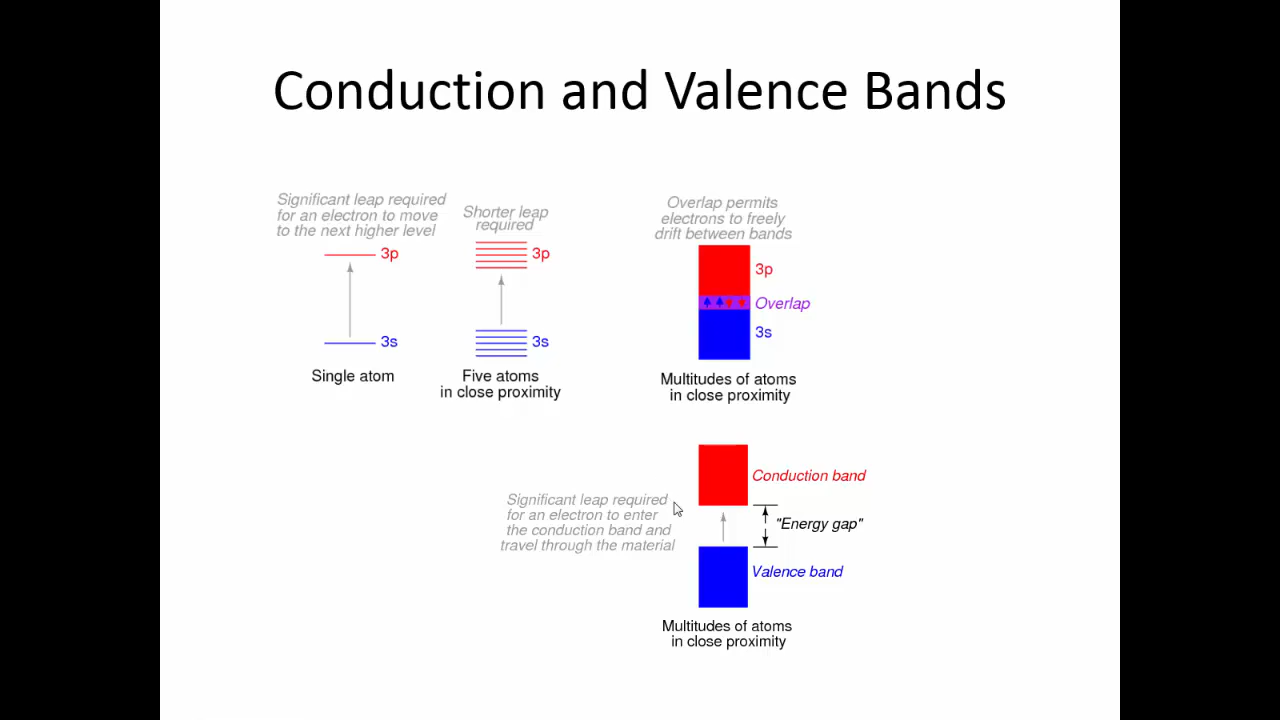 Conduction and Valence Bands
Significant leap required
for an electron to move
to the next higher level
3p
3s
Single atom
Shorter leap
required
3p
3s
Five atoms
in close proximity
Overlap permits
electrons to freely
drift between bands
3p
Overlap
3s
Multitudes of atoms
in close proximity
Significant leap required
for an electron to enter
the conduction band and
travel through the material
Conduction band
"Energy gap"
Valence band
Multitudes of atoms
in close proximity